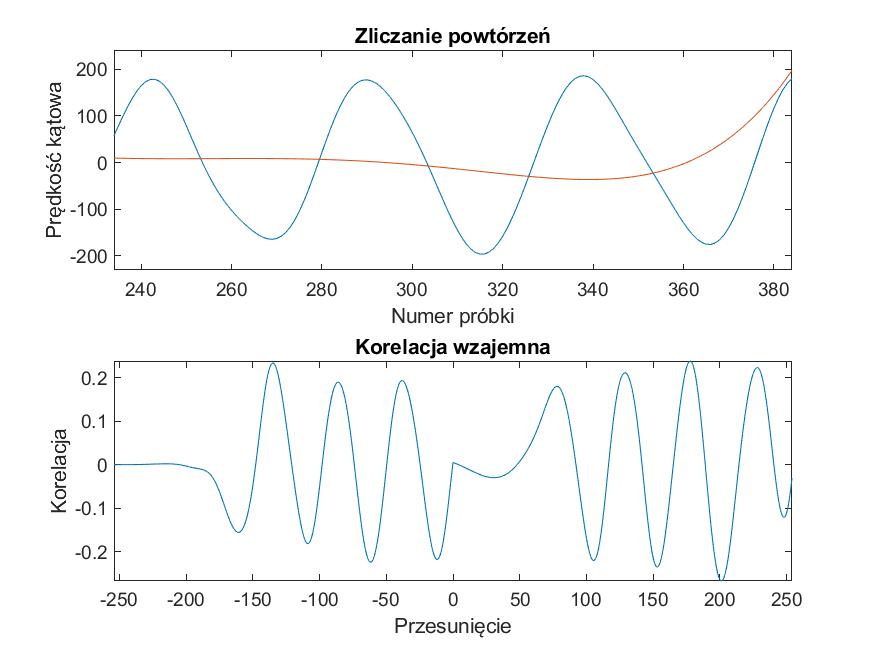 Zliczanie powtórzeń
200
100
0
-100
-200
Prędkość kątowa
240 260 280 300 320 340 360 380
Numer próbki
Korelacja wzajemna
0.2
0.1
0
-0.1
-0.2
Korelacja
-250 -200 -150 -100 -50 0 50 100 150 200 250
Przesunięcie